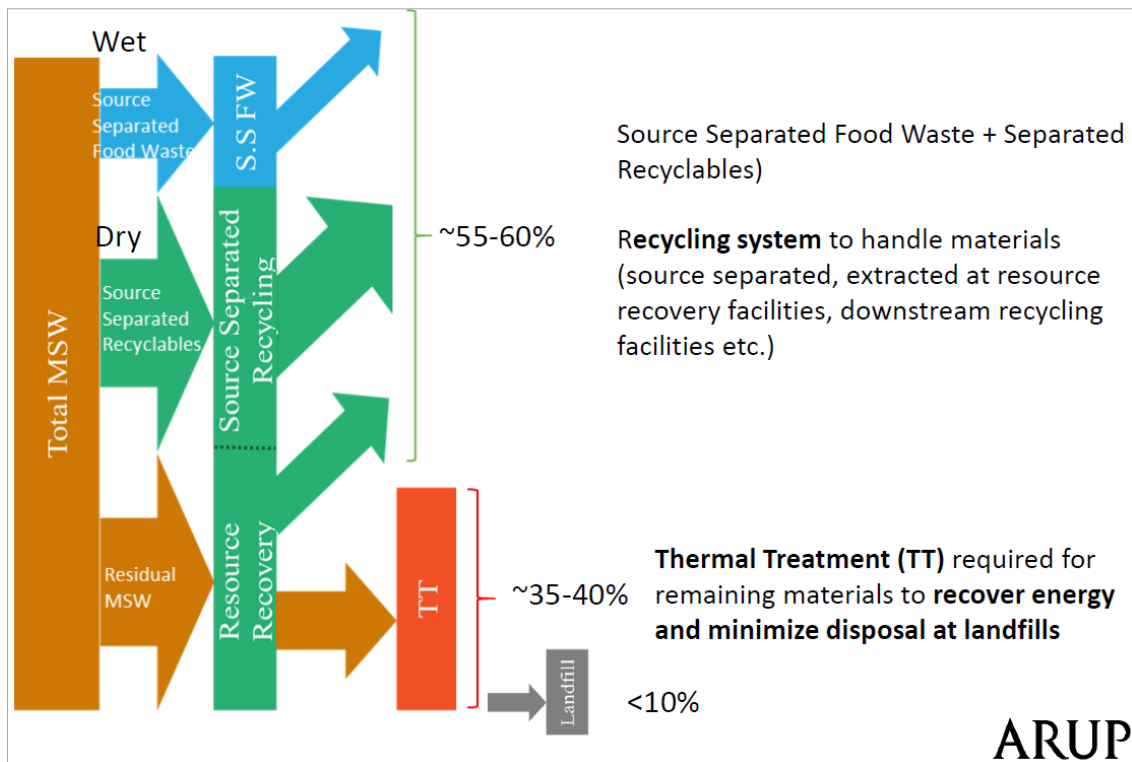 Wet
Source
Separated
Food Waste
S.S FW
Total MSW
Dry
Source
Separated
Recyclables
Source Separated
Recycling
Residual
MSW
Resource
Recovery
TT
Landfill
~55-60%
Source Separated Food Waste + Separated
Recyclables)
Recycling system to handle materials
(source separated, extracted at resource
recovery facilities, downstream recycling
facilities etc.)
~35-40%
Thermal Treatment (TT) required for
remaining materials to recover energy
and minimize disposal at landfills
<10%
ARUP